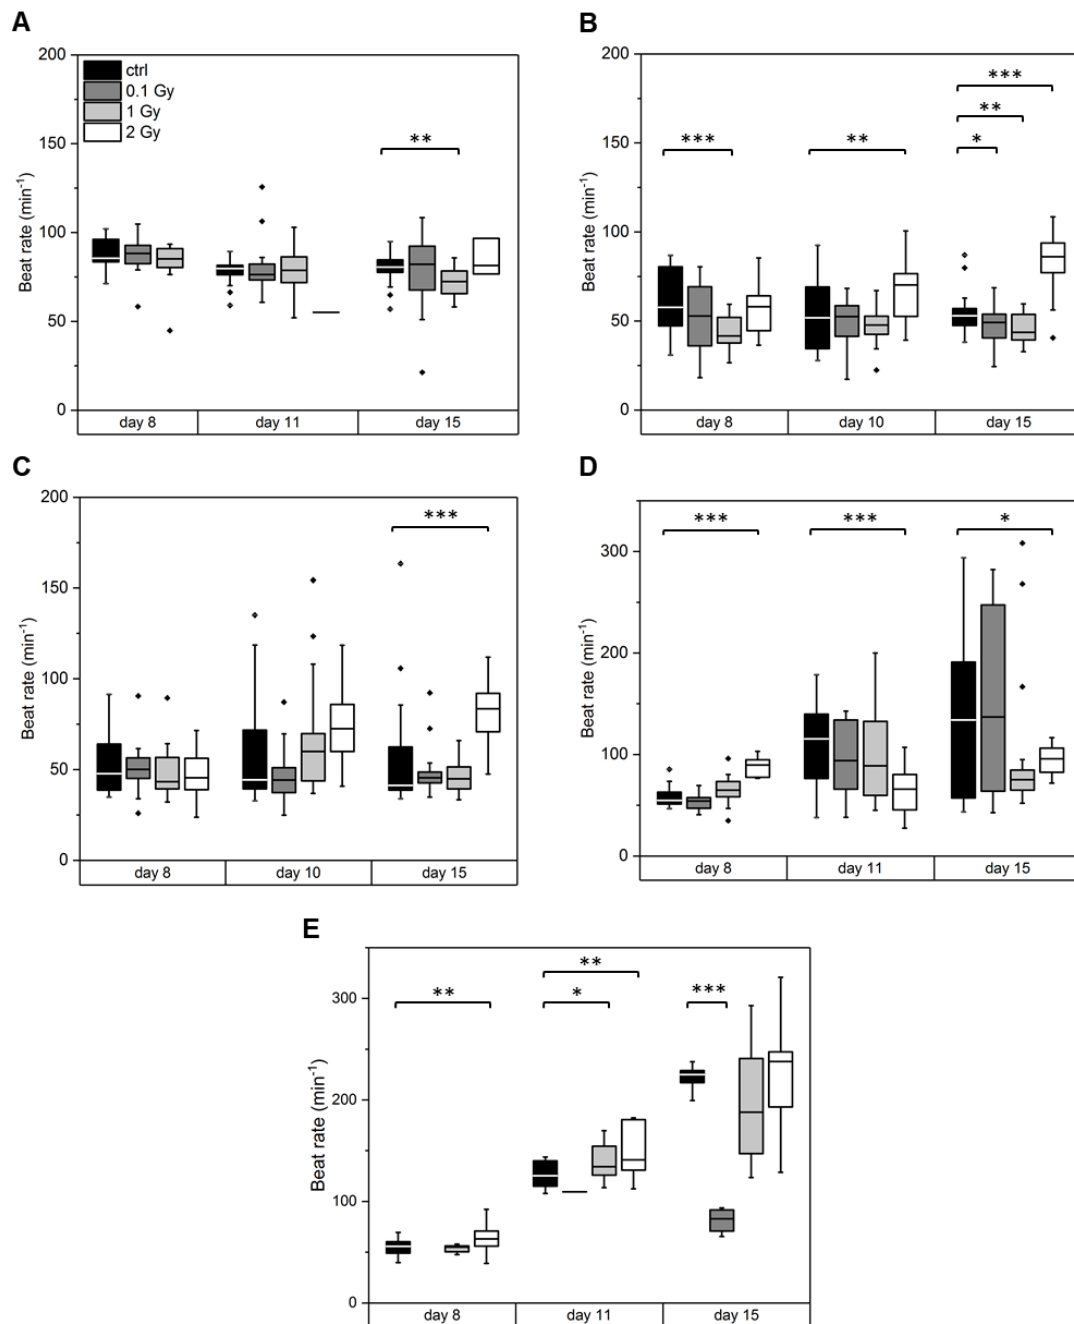 A
200
150
100
50
0
Beat rate (min⁻¹)
ctrl
0.1 Gy
1 Gy
2 Gy
**
day 8
day 11
day 15
B
200
150
100
50
0
Beat rate (min⁻¹)
***
**
***
**
*
day 8
day 10
day 15
C
200
150
100
50
0
Beat rate (min⁻¹)
***
day 8
day 10
day 15
D
300
200
100
0
Beat rate (min⁻¹)
***
***
*
day 8
day 11
day 15
E
300
200
100
0
Beat rate (min⁻¹)
**
**
*
***
day 8
day 11
day 15